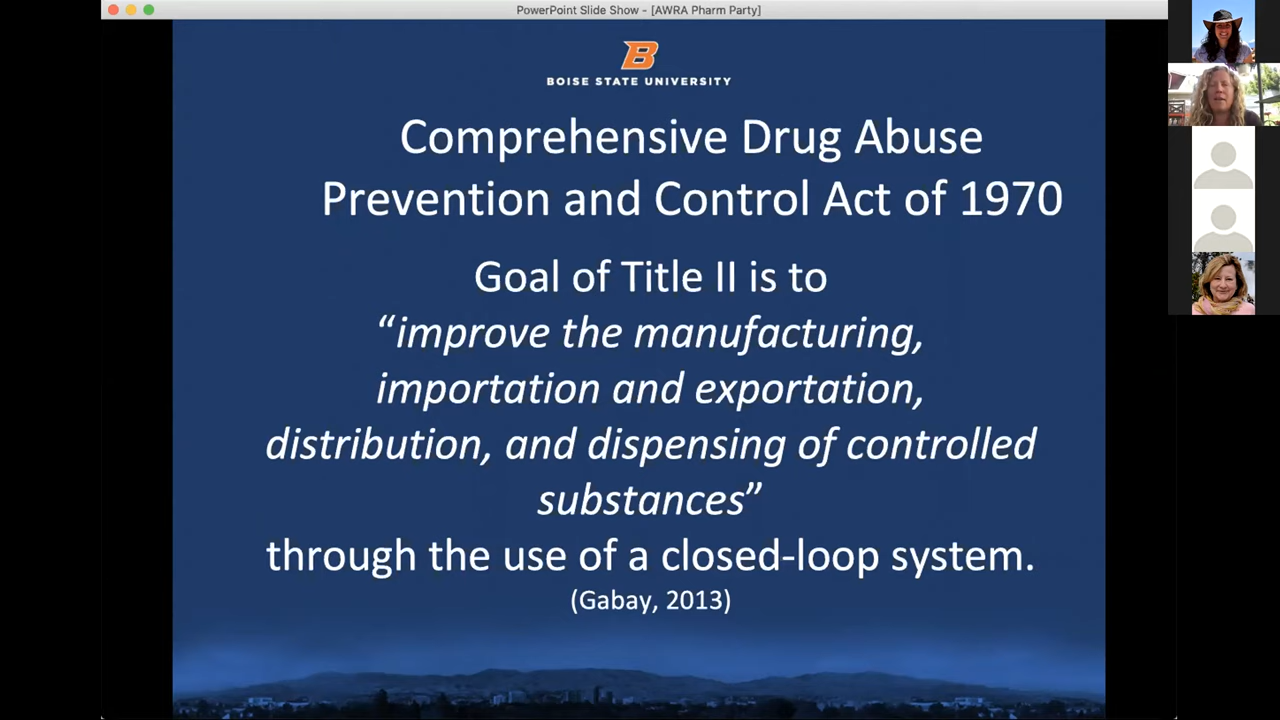 PowerPoint Slide Show - [AWRA Pharm Party]
B
BOISE STATE UNIVERSITY
Comprehensive Drug Abuse
Prevention and Control Act of 1970
Goal of Title II is to
“improve the manufacturing,
importation and exportation,
distribution, and dispensing of controlled
substances”
through the use of a closed-loop system.
(Gabay, 2013)